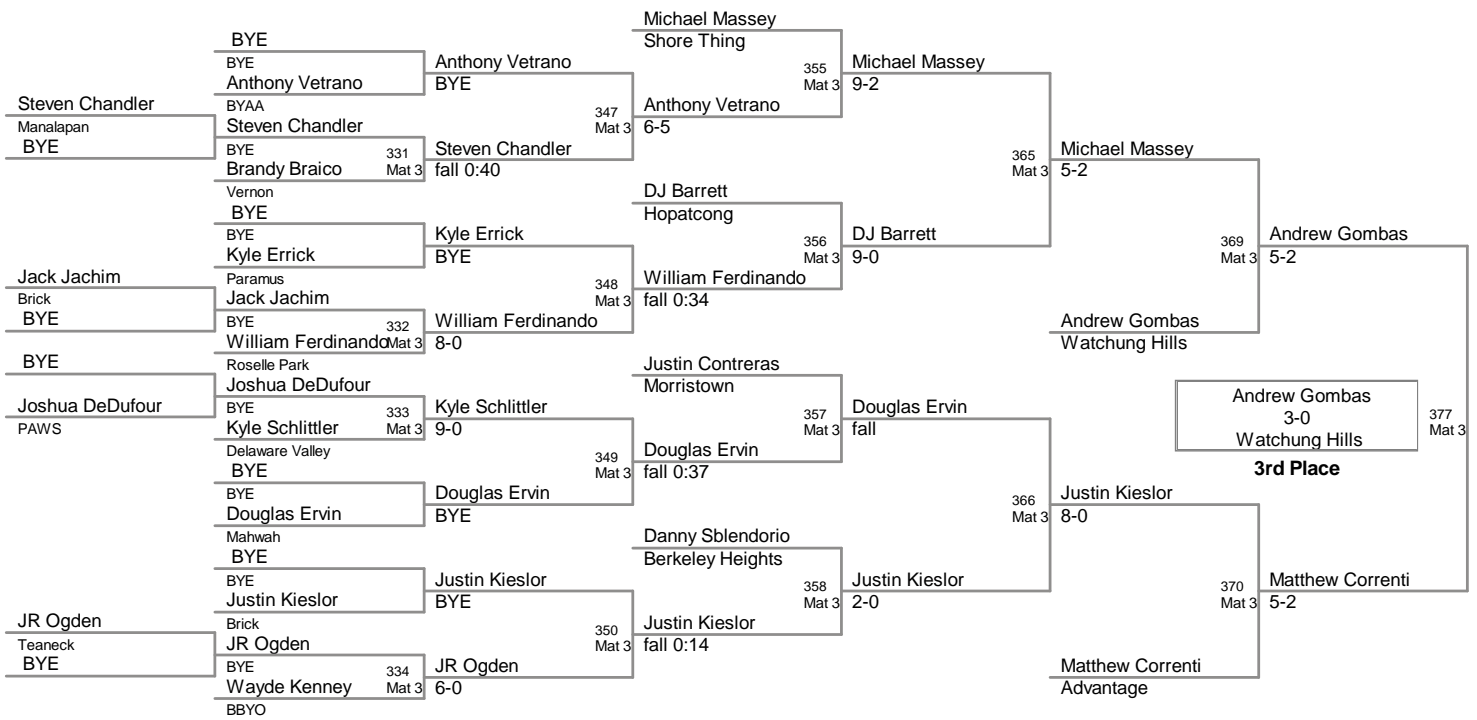 Steven Chandler
Manalapan
BYE
Jack Jachim
Brick
BYE
BYE
Joshua DeDufour
PAWS
JR Ogden
Teaneck
BYE
BYE
BYE
Anthony Vetrano
BYAA
Steven Chandler
BYE
Brandy Braico
Vernon
331
Mat 3
BYE
BYE
Kyle Errick
Paramus
Jack Jachim
BYE
William Ferdinando
Roselle Park
332
Mat 3
Joshua DeDufour
BYE
Kyle Schlittler
Delaware Valley
333
Mat 3
BYE
BYE
Douglas Ervin
Mahwah
BYE
BYE
Justin Kieslor
Brick
JR Ogden
BYE
Wayde Kenney
BBYO
334
Mat 3
Anthony Vetrano
BYE
Steven Chandler
fall 0:40
347
Mat 3
Kyle Errick
BYE
William Ferdinando
8-0
348
Mat 3
Kyle Schlittler
9-0
Douglas Ervin
BYE
349
Mat 3
Justin Kieslor
BYE
JR Ogden
6-0
350
Mat 3
Michael Massey
Shore Thing
Anthony Vetrano
6-5
355
Mat 3
DJ Barrett
Hopatcong
William Ferdinando
fall 0:34
356
Mat 3
Justin Contreras
Morristown
Douglas Ervin
fall 0:37
357
Mat 3
Danny Sblendorio
Berkeley Heights
Justin Kieslor
fall 0:14
358
Mat 3
Michael Massey
9-2
DJ Barrett
9-0
365
Mat 3
Douglas Ervin
fall
Justin Kieslor
2-0
366
Mat 3
Michael Massey
5-2
Andrew Gombas
Watchung Hills
369
Mat 3
Justin Kieslor
8-0
Matthew Correnti
Advantage
370
Mat 3
Andrew Gombas
5-2
Matthew Correnti
5-2
Andrew Gombas
3-0
Watchung Hills
3rd Place
377
Mat 3